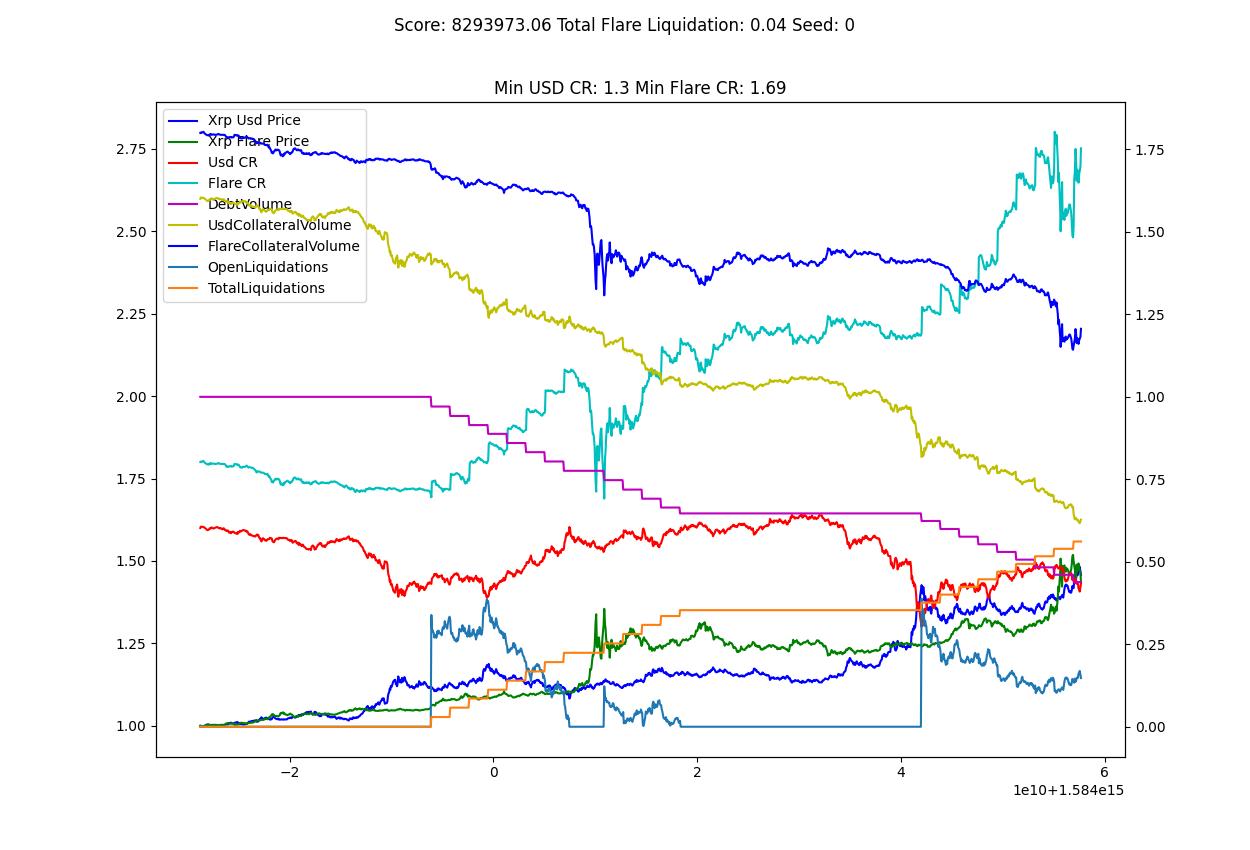 Score: 8293973.06 Total Flare Liquidation: 0.04 Seed: 0
Min USD CR: 1.3 Min Flare CR: 1.69
Xrp Usd Price
Xrp Flare Price
Usd CR
Flare CR
DebtVolume
UsdCollateralVolume
FlareCollateralVolume
OpenLiquidations
TotalLiquidations
2.75
2.50
2.25
2.00
1.75
1.50
1.25
1.00
1.75
1.50
1.25
1.00
0.75
0.50
0.25
0.00
−2
0
2
4
6
1e10+1.584e15